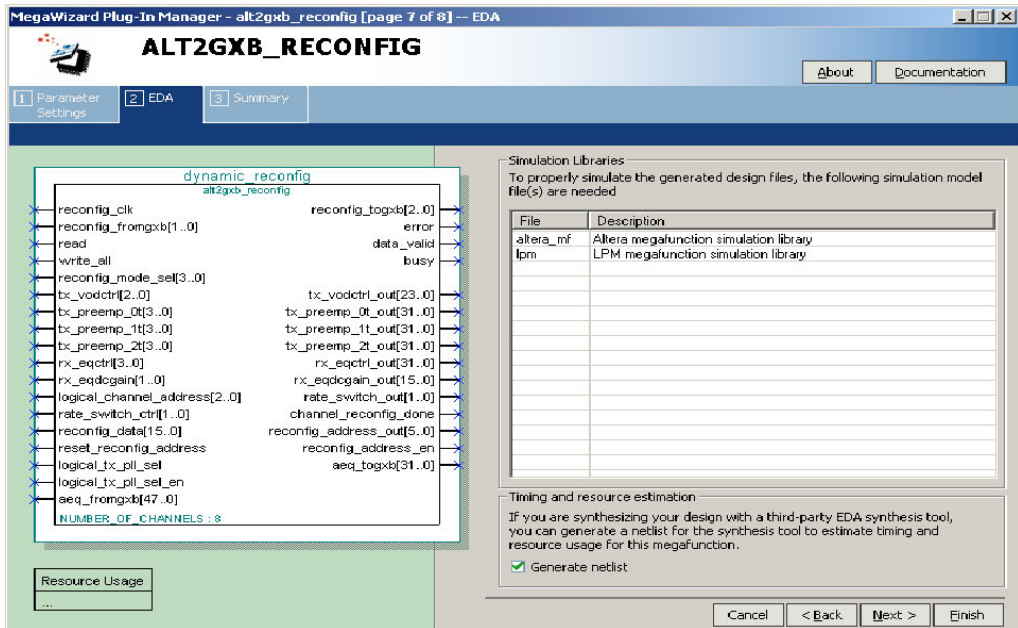 MegaWizard Plug-In Manager - alt2gxb_reconfig [page 7 of 8] -- EDA
ALT2GXB_RECONFIG
About
Documentation
1 Parameter Settings
2 EDA
3 Summary
dynamic_reconfig
alt2gxb_reconfig
reconfig_clk
reconfig_fromgxb[1..0]
read
write_all
reconfig_mode_sel[3..0]
tx_vodctrl[2..0]
tx_preemp_0t[3..0]
tx_preemp_1t[3..0]
tx_preemp_2t[3..0]
rx_eqctrl[3..0]
rx_eqdcgain[1..0]
logical_channel_address[2..0]
rate_switch_ctrl[1..0]
reconfig_data[15..0]
reset_reconfig_address
logical_tx_pll_sel
logical_tx_pll_sel_en
aeq_fromgxb[47..0]
reconfig_togxb[2..0]
error
data_valid
busy
tx_vodctrl_out[23..0]
tx_preemp_0t_out[31..0]
tx_preemp_1t_out[31..0]
tx_preemp_2t_out[31..0]
rx_eqctrl_out[31..0]
rx_eqdcgain_out[15..0]
rate_switch_out[1..0]
channel_reconfig_done
reconfig_address_out[5..0]
reconfig_address_en
aeq_togxb[31..0]
NUMBER_OF_CHANNELS : 8
Resource Usage
...
Simulation Libraries
To properly simulate the generated design files, the following simulation model
file(s) are needed
File Description
altera_mf Altera megafunction simulation library
lpm LPM megafunction simulation library
Timing and resource estimation
If you are synthesizing your design with a third-party EDA synthesis tool,
you can generate a netlist for the synthesis tool to estimate timing and
resource usage for this megafunction.
Generate netlist
Cancel
< Back
Next >
Finish